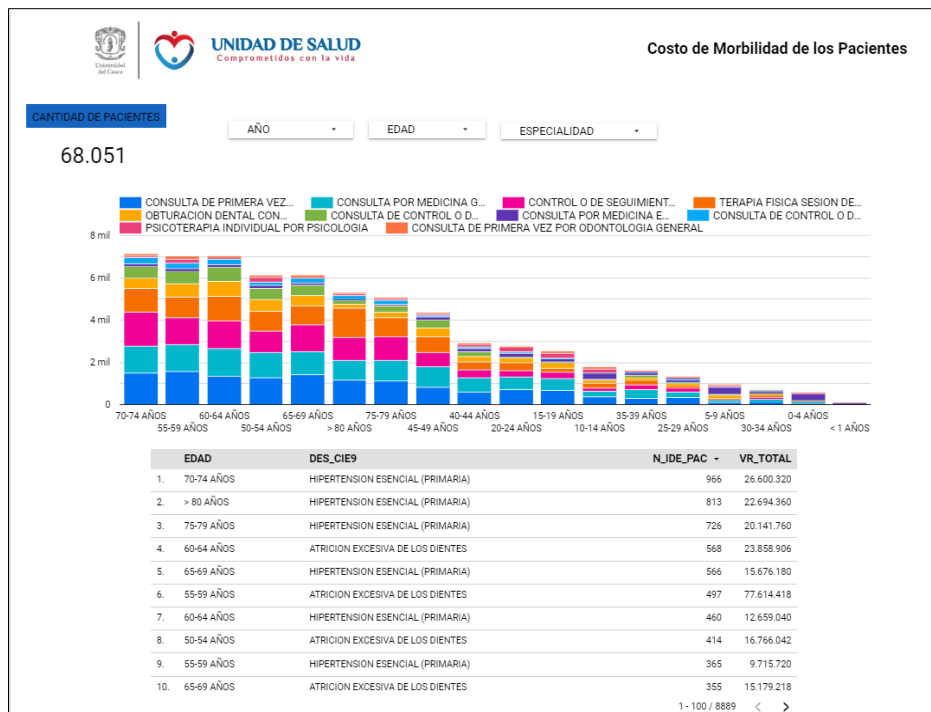 Universidad
del Cauca
UNIDAD DE SALUD
Comprometidos con la vida
Costo de Morbilidad de los Pacientes
CANTIDAD DE PACIENTES
68.051
AÑO EDAD ESPECIALIDAD
CONSULTA DE PRIMERA VEZ... CONSULTA POR MEDICINA G... CONTROL O DE SEGUIMIENT... TERAPIA FISICA SESION DE...
OBTURACION DENTAL CON... CONSULTA DE CONTROL O D... CONSULTA POR MEDICINA E... CONSULTA DE CONTROL O D...
PSICOTERAPIA INDIVIDUAL POR PSICOLOGIA CONSULTA DE PRIMERA VEZ POR ODONTOLOGIA GENERAL
8 mil
6 mil
4 mil
2 mil
0
70-74 AÑOS 60-64 AÑOS 65-69 AÑOS 75-79 AÑOS 40-44 AÑOS 15-19 AÑOS 35-39 AÑOS 5-9 AÑOS 0-4 AÑOS
55-59 AÑOS 50-54 AÑOS > 80 AÑOS 45-49 AÑOS 20-24 AÑOS 10-14 AÑOS 25-29 AÑOS 30-34 AÑOS < 1 AÑOS
EDAD DES_CIE9 N_IDE_PAC VR_TOTAL
1. 70-74 AÑOS HIPERTENSION ESENCIAL (PRIMARIA) 966 26.600.320
2. > 80 AÑOS HIPERTENSION ESENCIAL (PRIMARIA) 813 22.694.360
3. 75-79 AÑOS HIPERTENSION ESENCIAL (PRIMARIA) 726 20.141.760
4. 60-64 AÑOS ATRICION EXCESIVA DE LOS DIENTES 568 23.858.906
5. 65-69 AÑOS HIPERTENSION ESENCIAL (PRIMARIA) 566 15.676.180
6. 55-59 AÑOS ATRICION EXCESIVA DE LOS DIENTES 497 77.614.418
7. 60-64 AÑOS HIPERTENSION ESENCIAL (PRIMARIA) 460 12.659.040
8. 50-54 AÑOS ATRICION EXCESIVA DE LOS DIENTES 414 16.766.042
9. 55-59 AÑOS HIPERTENSION ESENCIAL (PRIMARIA) 365 9.715.720
10. 65-69 AÑOS ATRICION EXCESIVA DE LOS DIENTES 355 15.179.218
1 - 100 / 8889